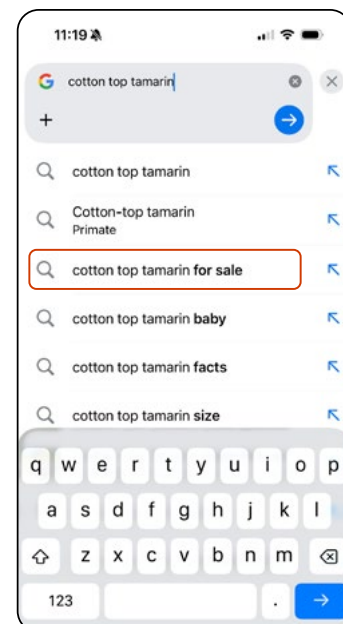 11:19
cotton top tamarin
cotton top tamarin
Cotton-top tamarin
Primate
cotton top tamarin for sale
cotton top tamarin baby
cotton top tamarin facts
cotton top tamarin size
q w e r t y u i o p
a s d f g h j k l
z x c v b n m
123 .